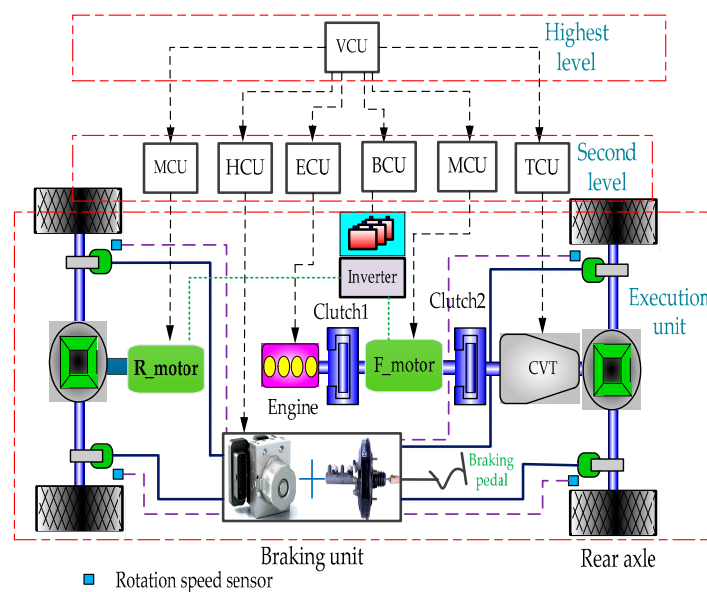 VCU
Highest
level
MCU
HCU
ECU
BCU
MCU
TCU
Second
level
Inverter
Execution
unit
Clutch1
Clutch2
R_motor
F_motor
CVT
Engine
Braking
pedal
Braking unit
Rear axle
Rotation speed sensor